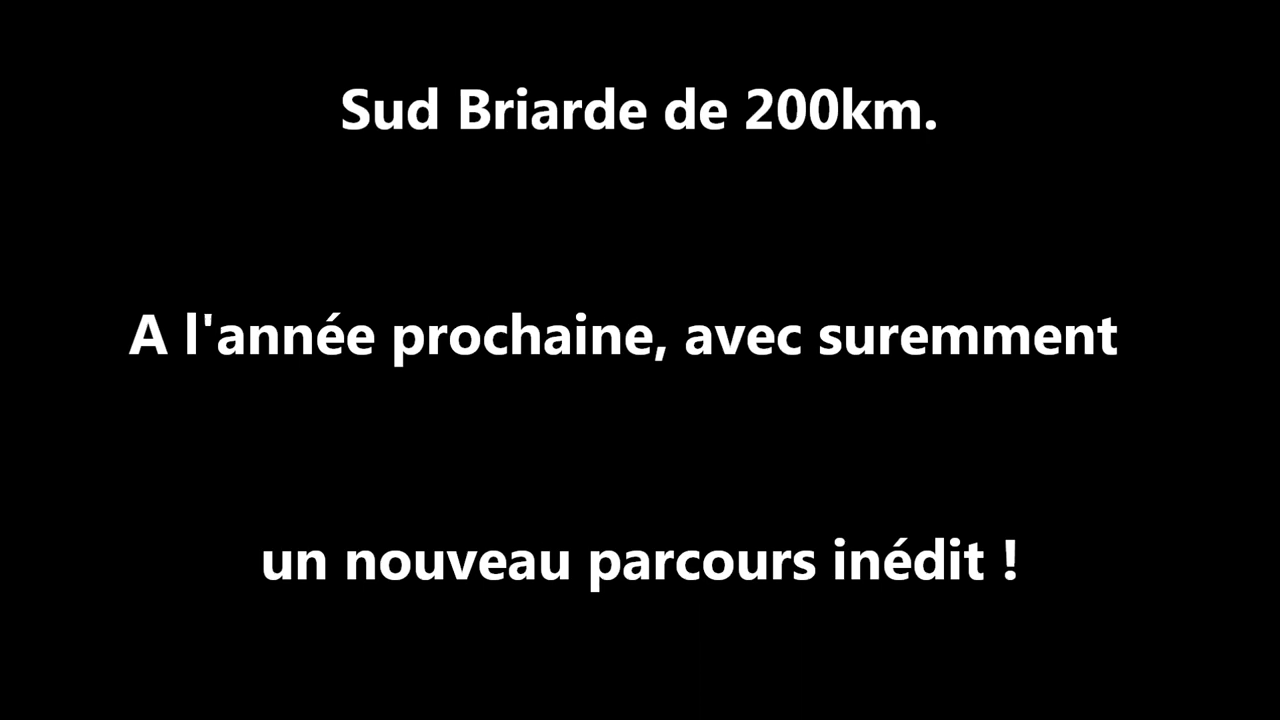 Sud Briarde de 200km.
A l'année prochaine, avec suremment
un nouveau parcours inédit !